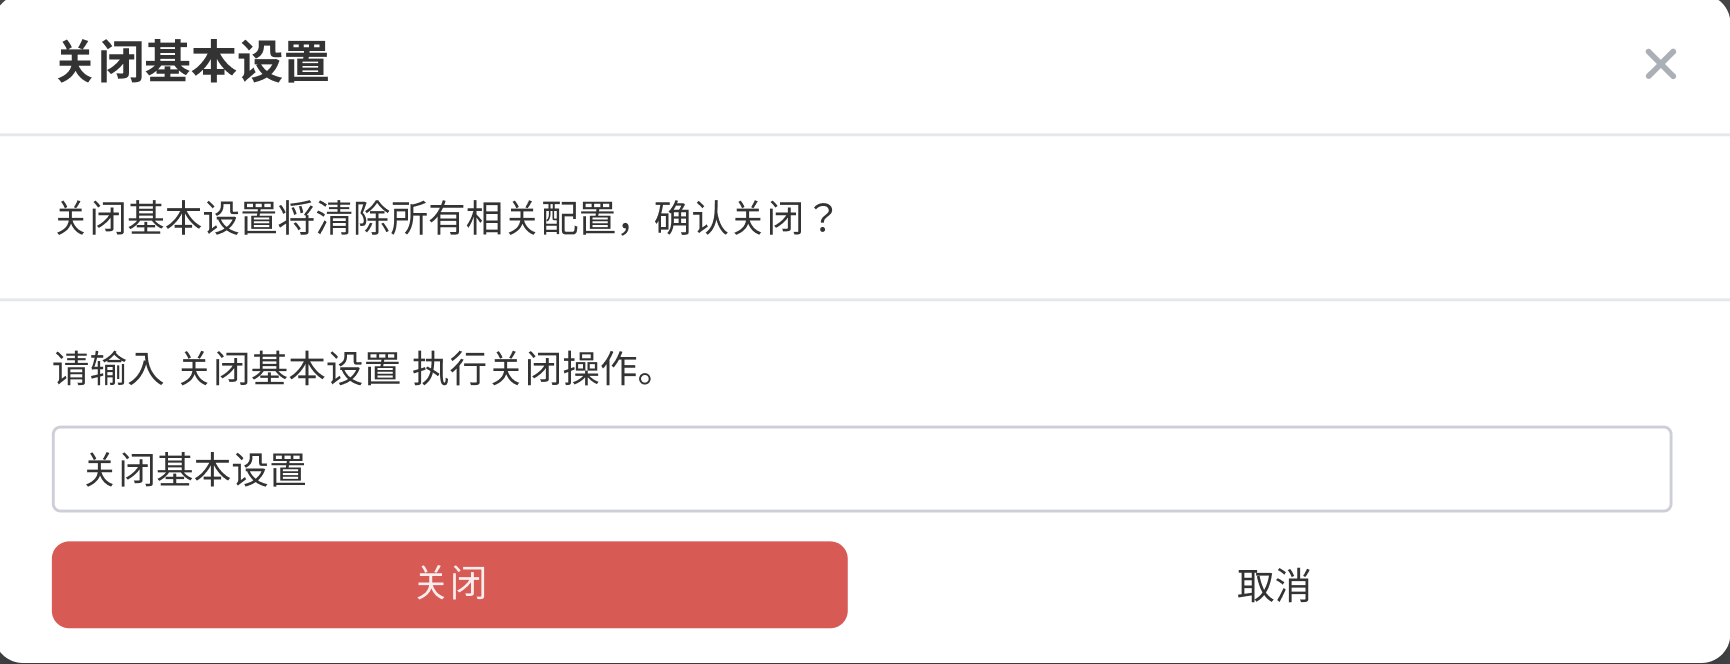 关闭基本设置
关闭基本设置将清除所有相关配置，确认关闭？
请输入 关闭基本设置 执行关闭操作。
关闭基本设置
关闭 取消